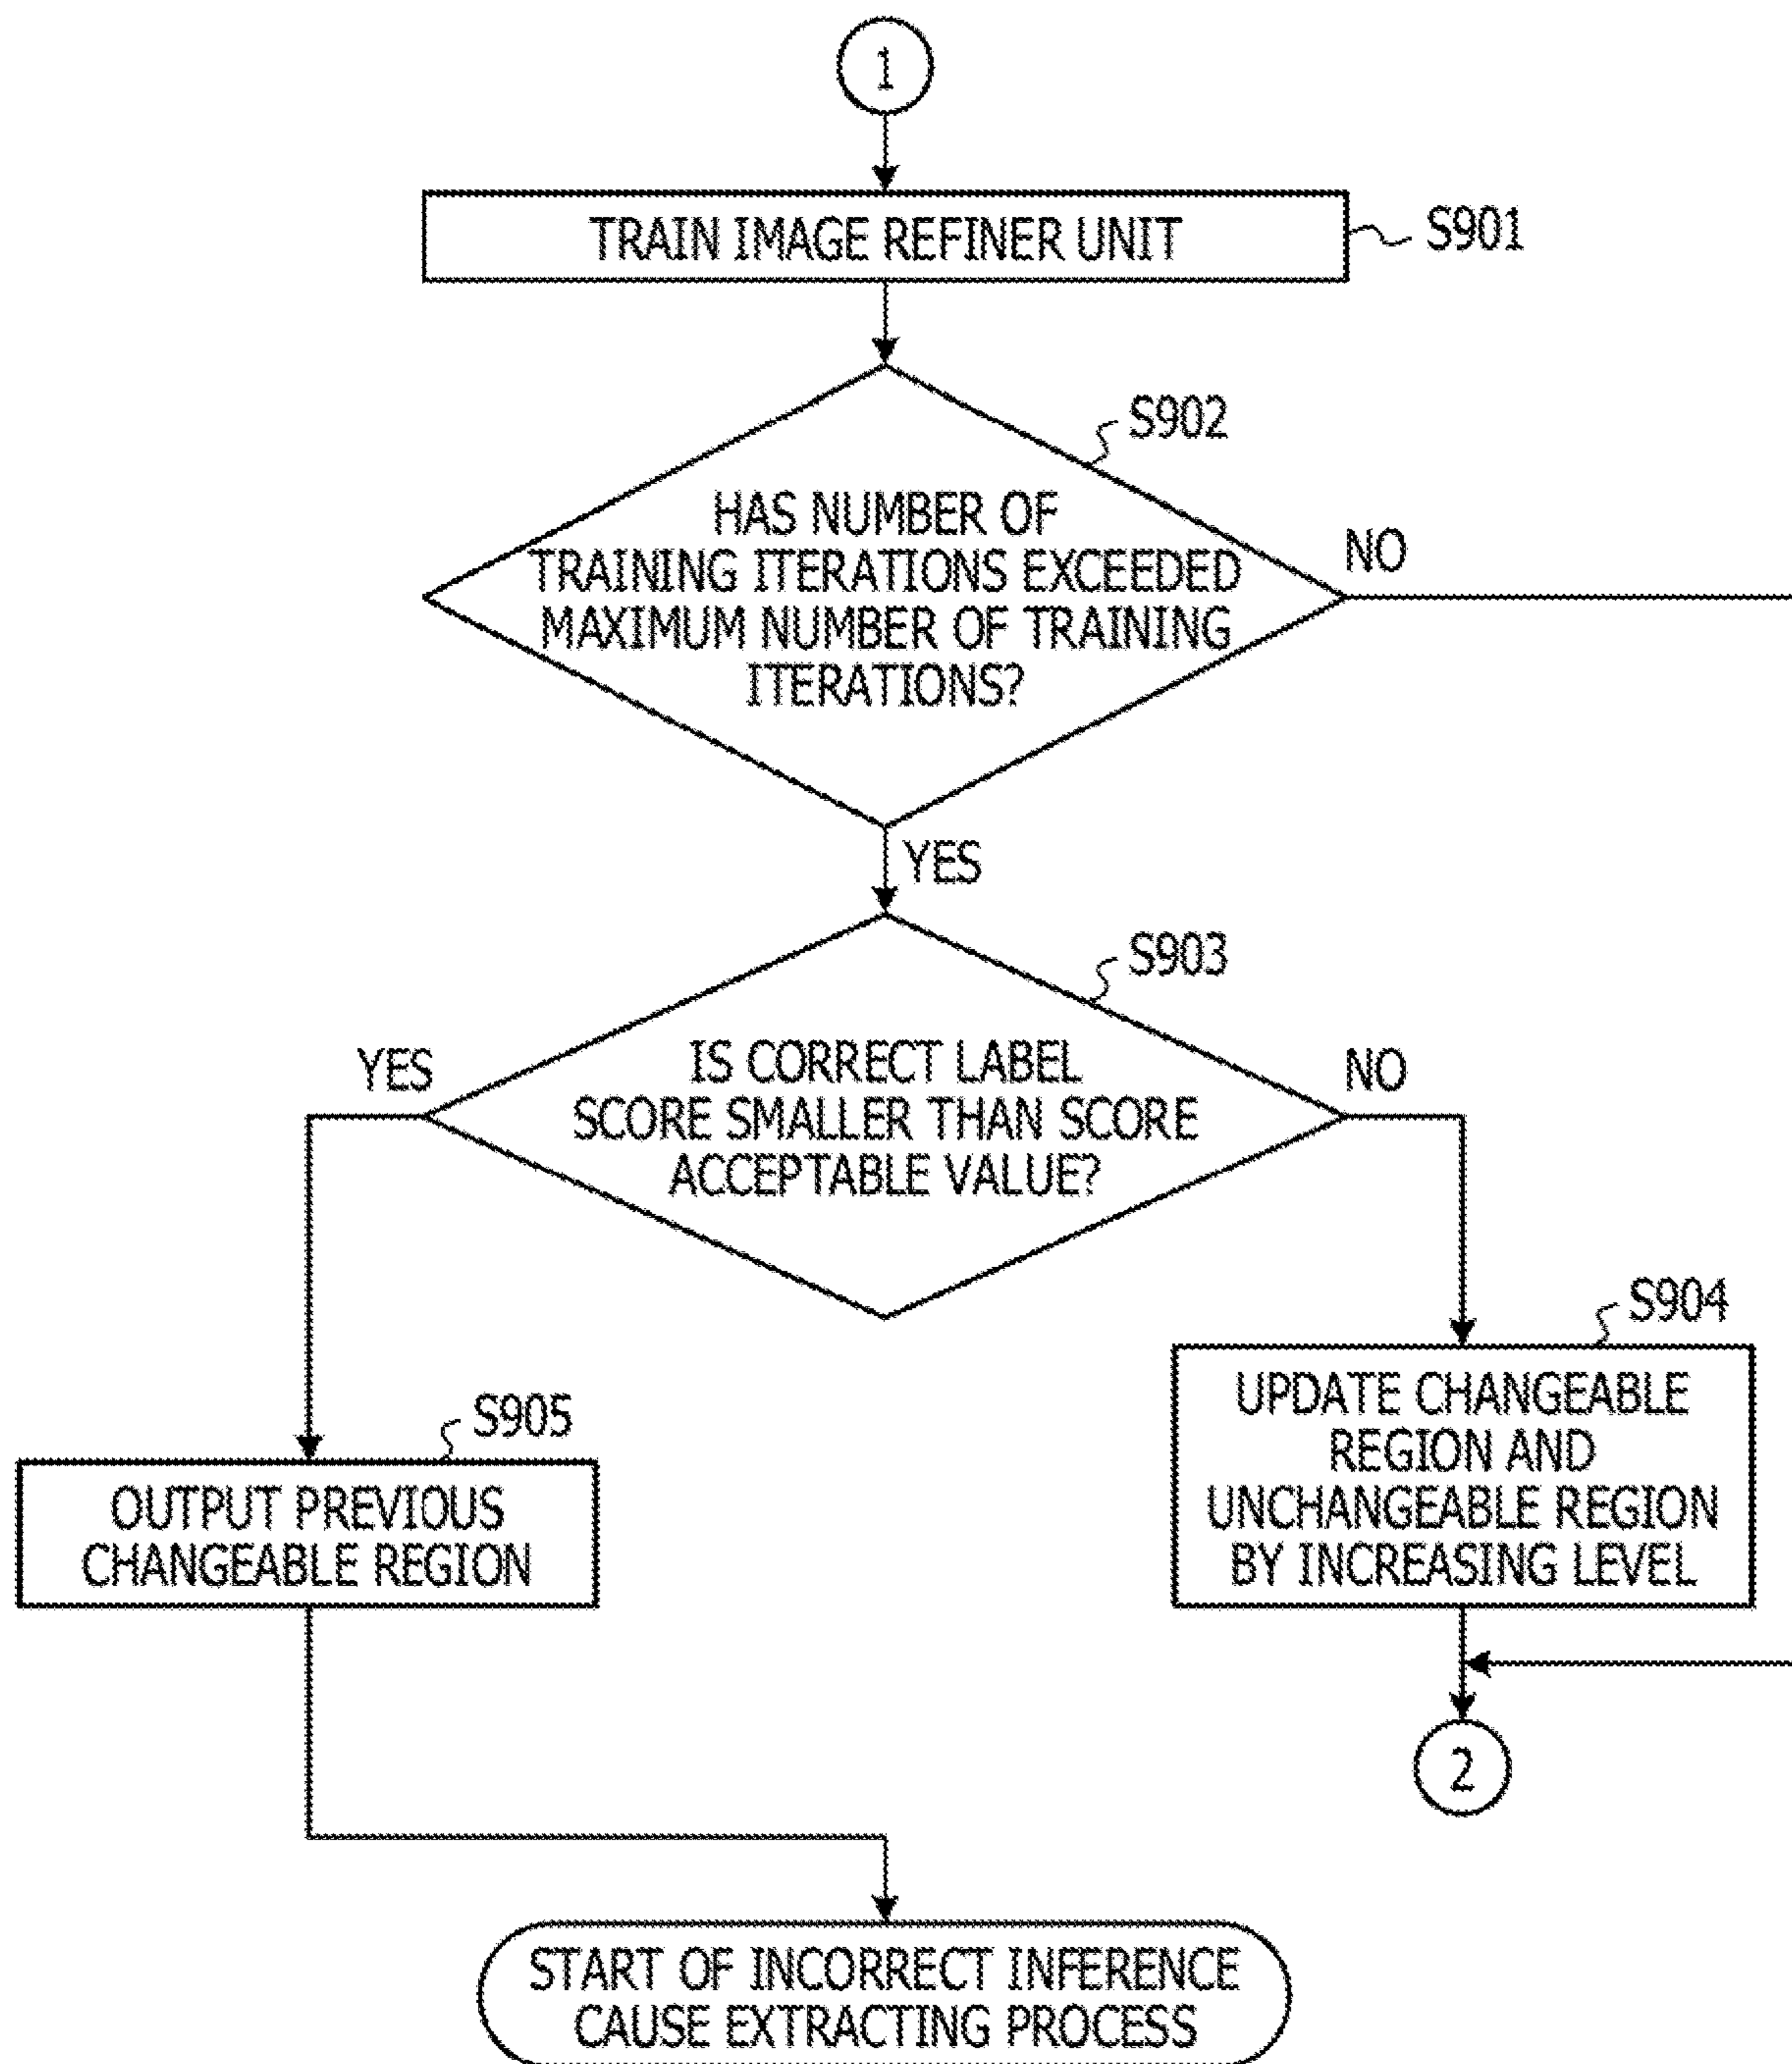 1
TRAIN IMAGE REFINER UNIT
S901
S902
HAS NUMBER OF
TRAINING ITERATIONS EXCEEDED
MAXIMUM NUMBER OF TRAINING
ITERATIONS?
NO
YES
S903
IS CORRECT LABEL
SCORE SMALLER THAN SCORE
ACCEPTABLE VALUE?
YES
NO
S904
UPDATE CHANGEABLE
REGION AND
UNCHANGEABLE REGION
BY INCREASING LEVEL
S905
OUTPUT PREVIOUS
CHANGEABLE REGION
2
START OF INCORRECT INFERENCE
CAUSE EXTRACTING PROCESS